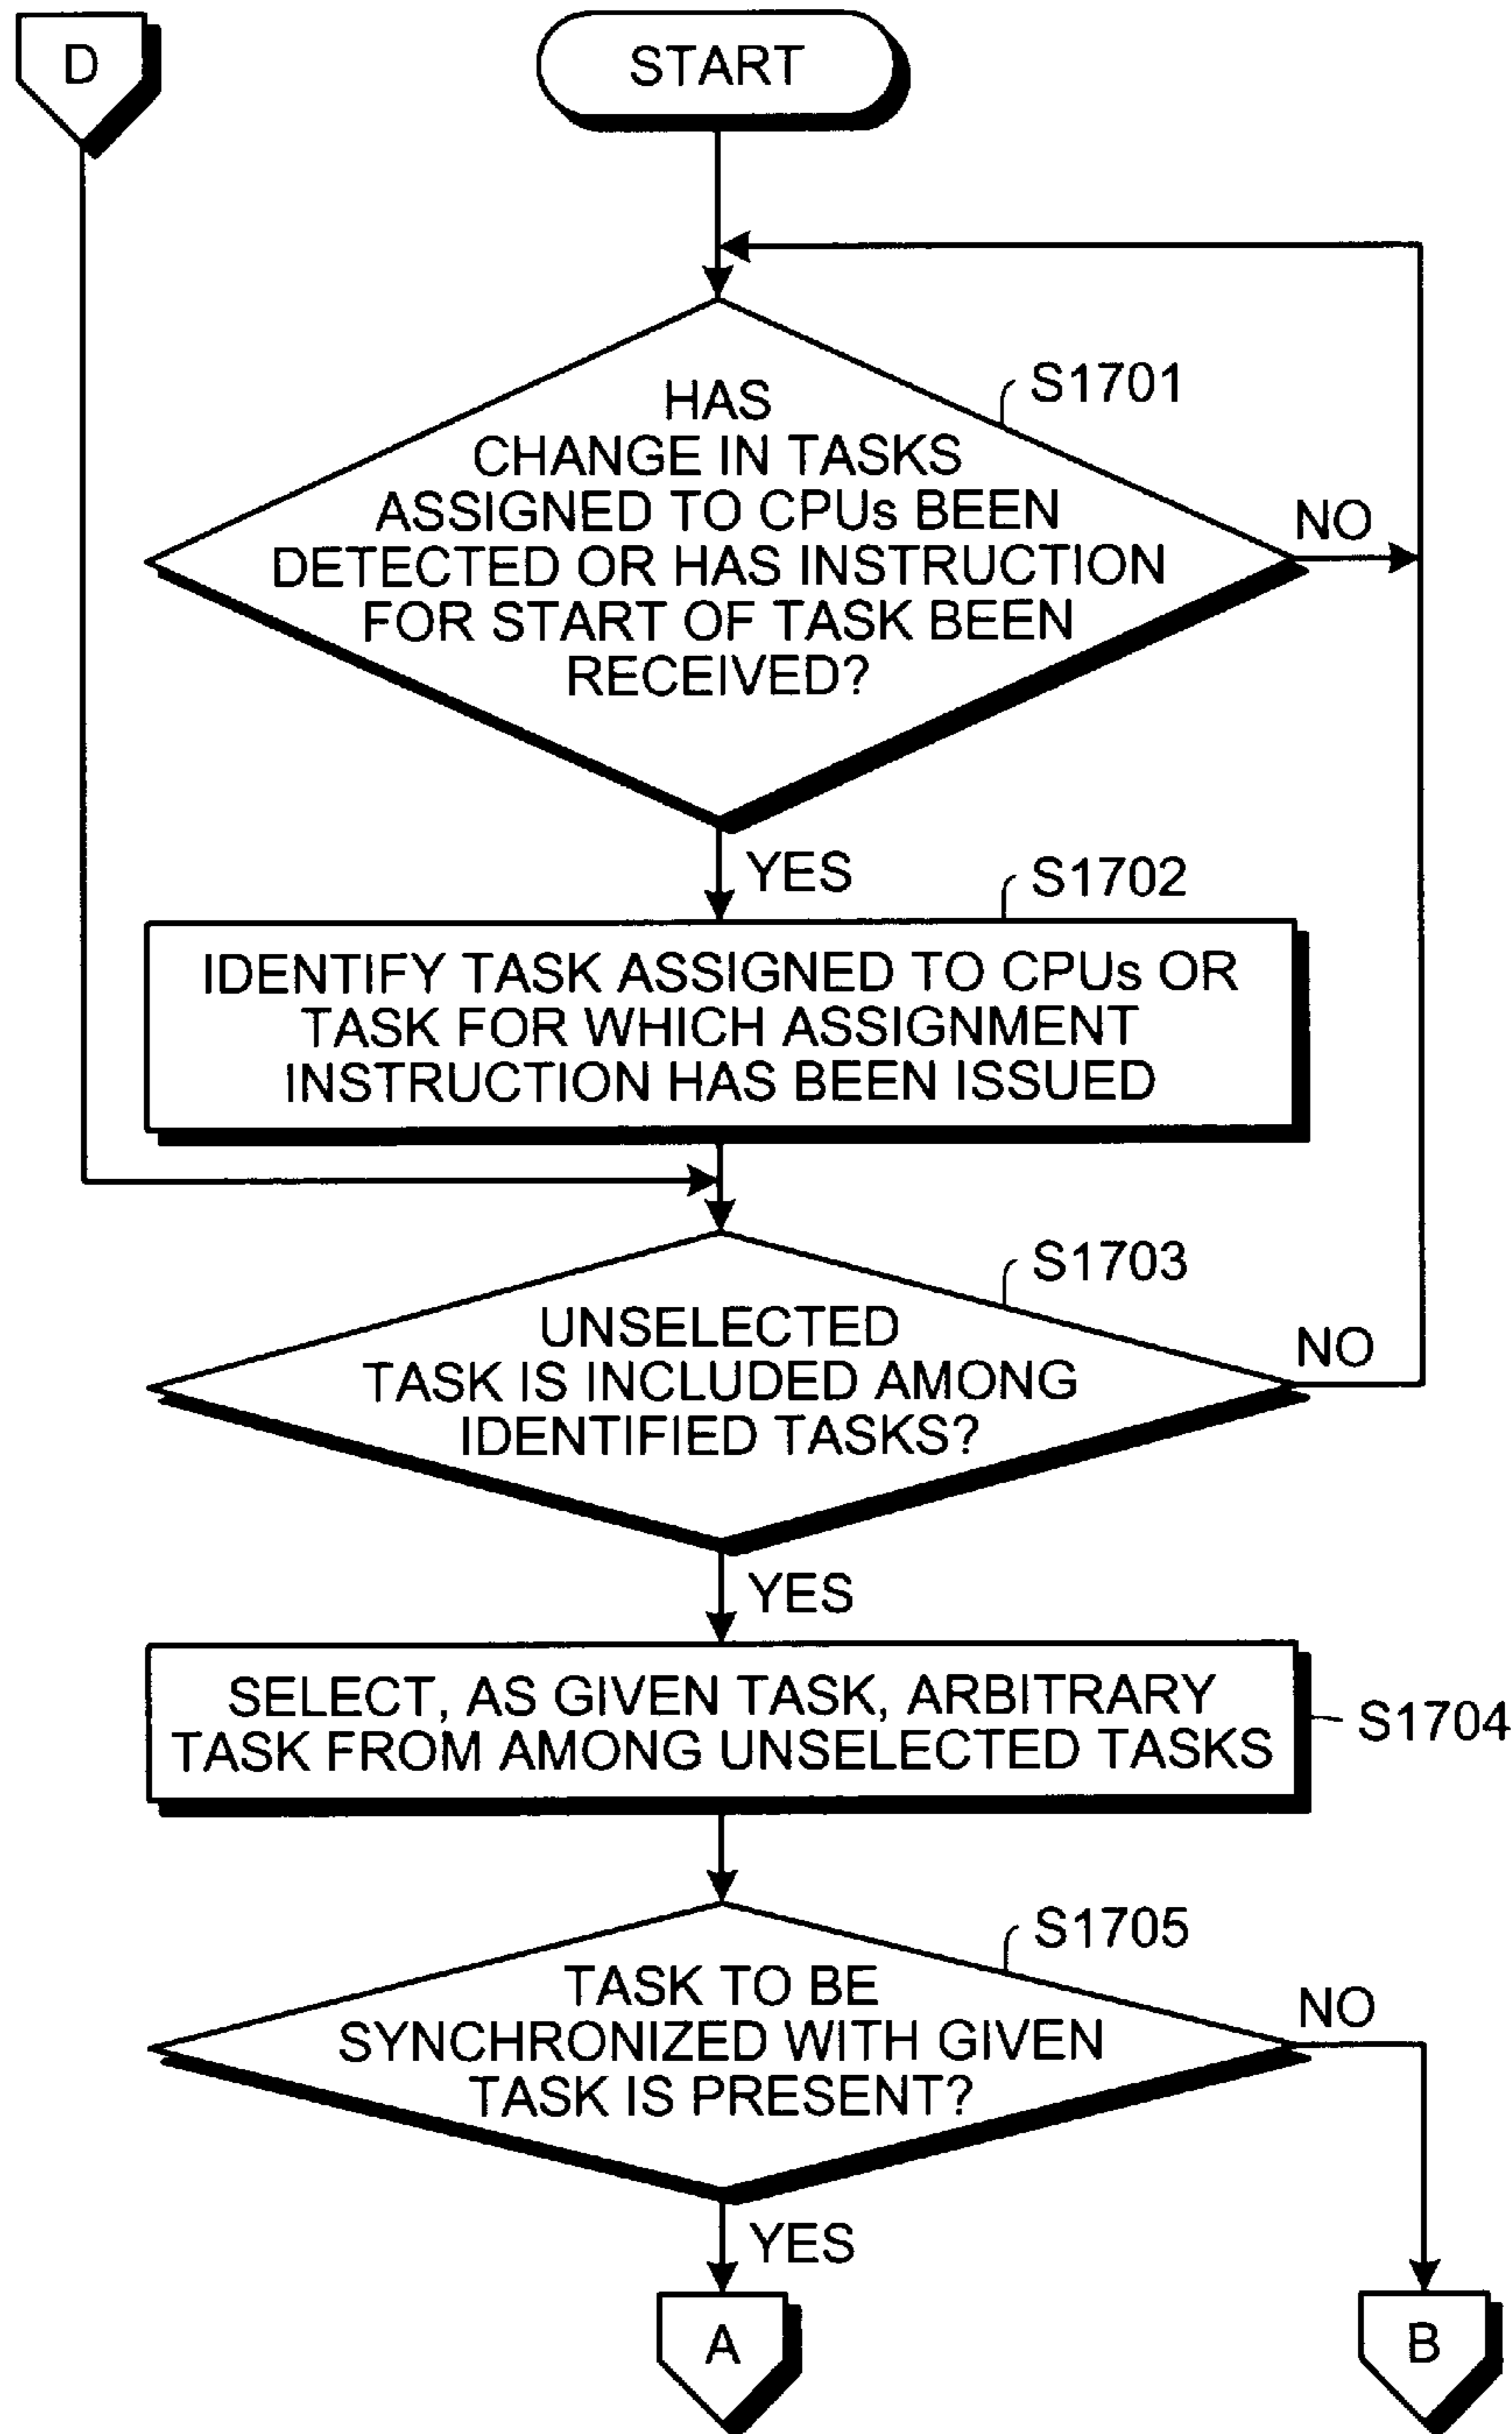 D
START
S1701
HAS
CHANGE IN TASKS
ASSIGNED TO CPUs BEEN
DETECTED OR HAS INSTRUCTION
FOR START OF TASK BEEN
RECEIVED?
NO
YES
S1702
IDENTIFY TASK ASSIGNED TO CPUs OR
TASK FOR WHICH ASSIGNMENT
INSTRUCTION HAS BEEN ISSUED
S1703
UNSELECTED
TASK IS INCLUDED AMONG
IDENTIFIED TASKS?
NO
YES
SELECT, AS GIVEN TASK, ARBITRARY
TASK FROM AMONG UNSELECTED TASKS
S1704
S1705
TASK TO BE
SYNCHRONIZED WITH GIVEN
TASK IS PRESENT?
NO
YES
A
B